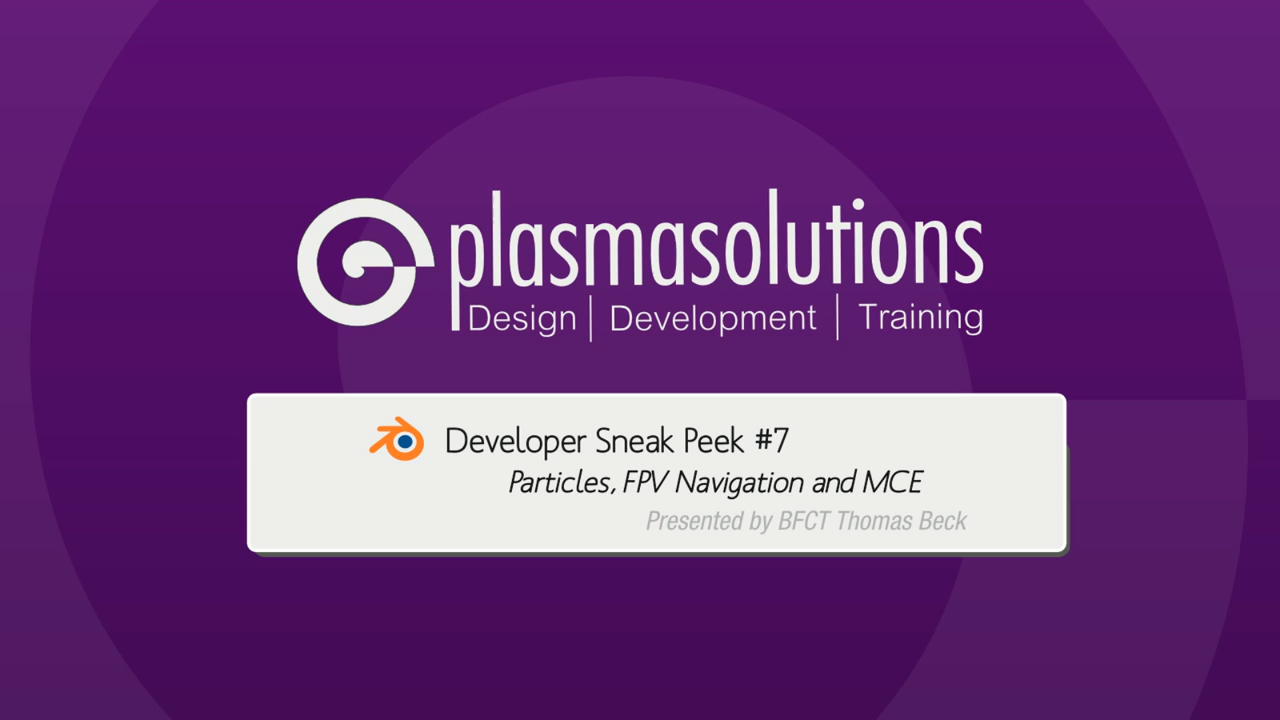 plasmasolutions
Design | Development | Training
Developer Sneak Peek #7
Particles, FPV Navigation and MCE
Presented by BFCT Thomas Beck